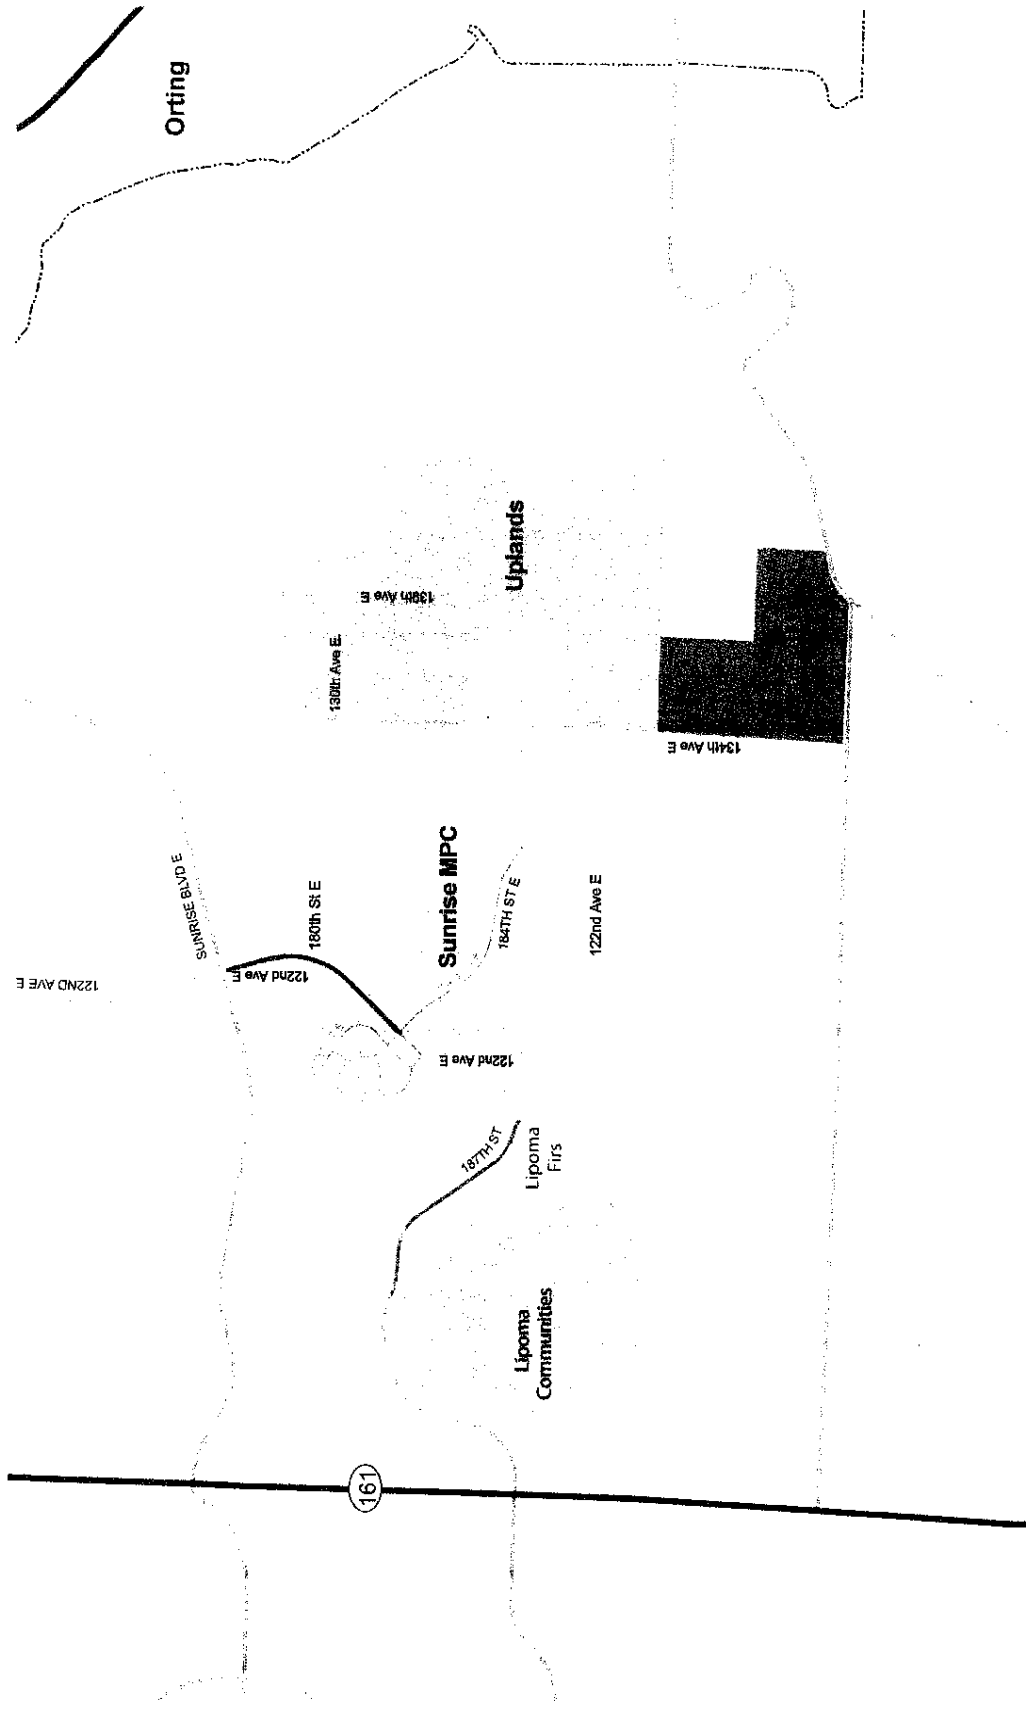 Orting
Uplands
139th Ave E
130th Ave E
134th Ave E
SUNRISE BLVD E
180th St E
122nd Ave E
122ND AVE E
Sunrise MPC
184TH ST E
122nd Ave E
122nd Ave E
187TH ST
Lipoma
Firs
Lipoma
Communities
161